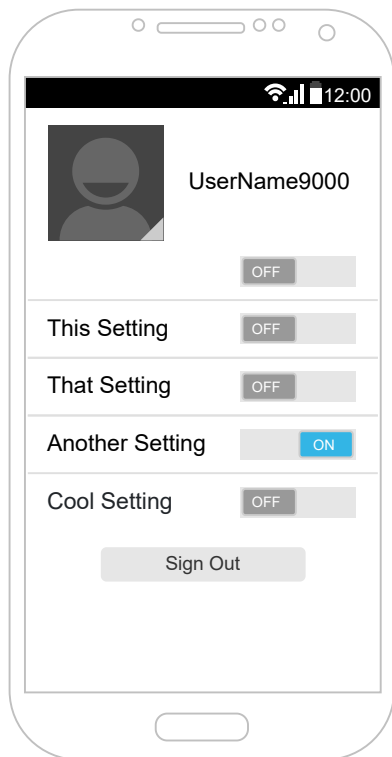 12:00
UserName9000
OFF
This Setting OFF
That Setting OFF
Another Setting ON
Cool Setting OFF
Sign Out